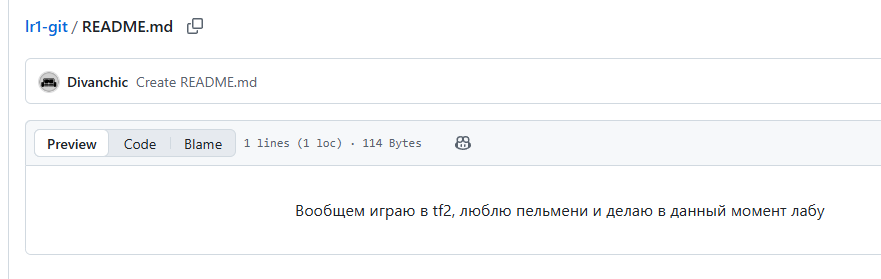 lr1-git / README.md
Divanchic Create README.md
Preview Code Blame 1 lines (1 loc) · 114 Bytes
Вообщем играю в tf2, люблю пельмени и делаю в данный момент лабу